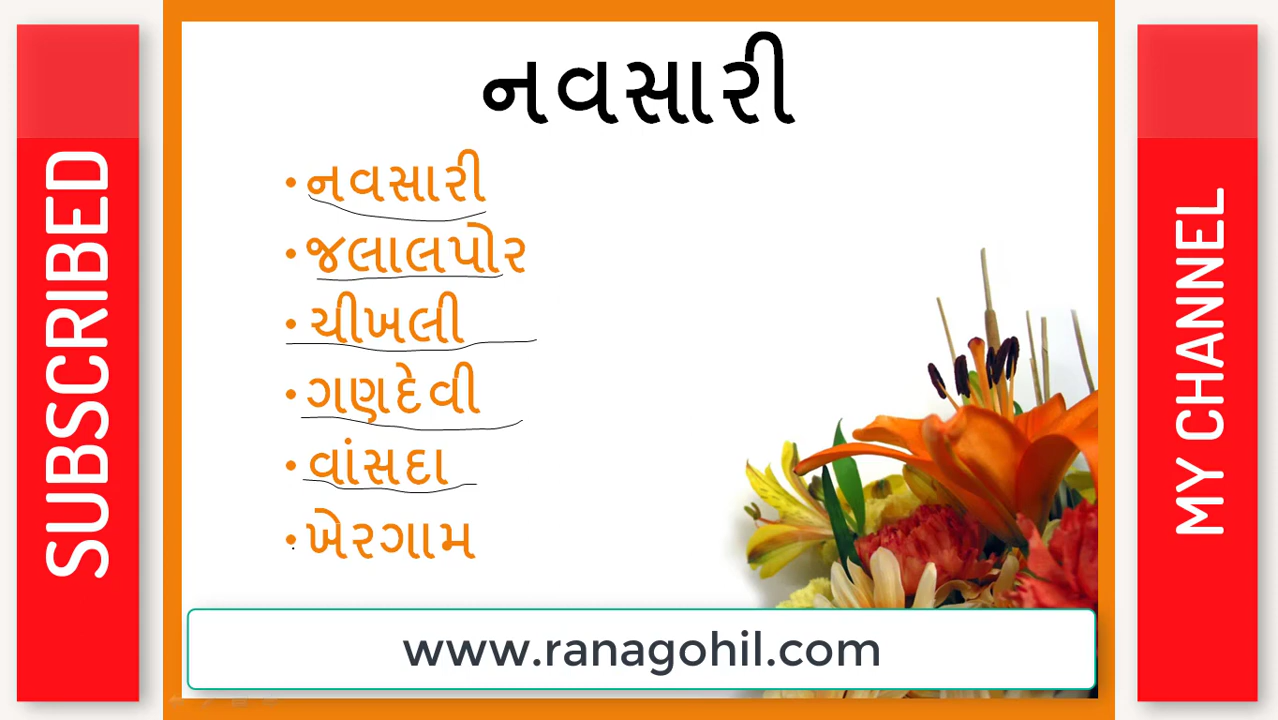 SUBSCRIBED
નવસારી
• નવસારી
• જલાલપોર
• ચીખલી
• ગણદેવી
• વાંસદા
• ખેરગામ
www.ranagohil.com
MY CHANNEL